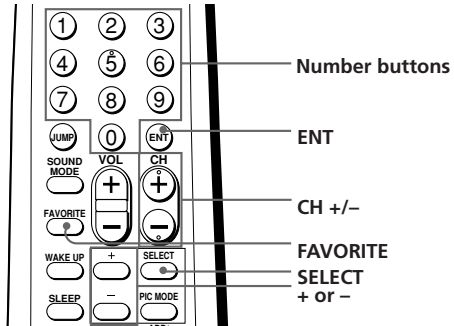 1 2 3
4 5 6 Number buttons
7 8 9
JUMP 0 ENT ENT
SOUND MODE VOL CH
+ +
− − CH +/−
FAVORITE FAVORITE
WAKE UP + SELECT SELECT
+ or −
SLEEP − PIC MODE